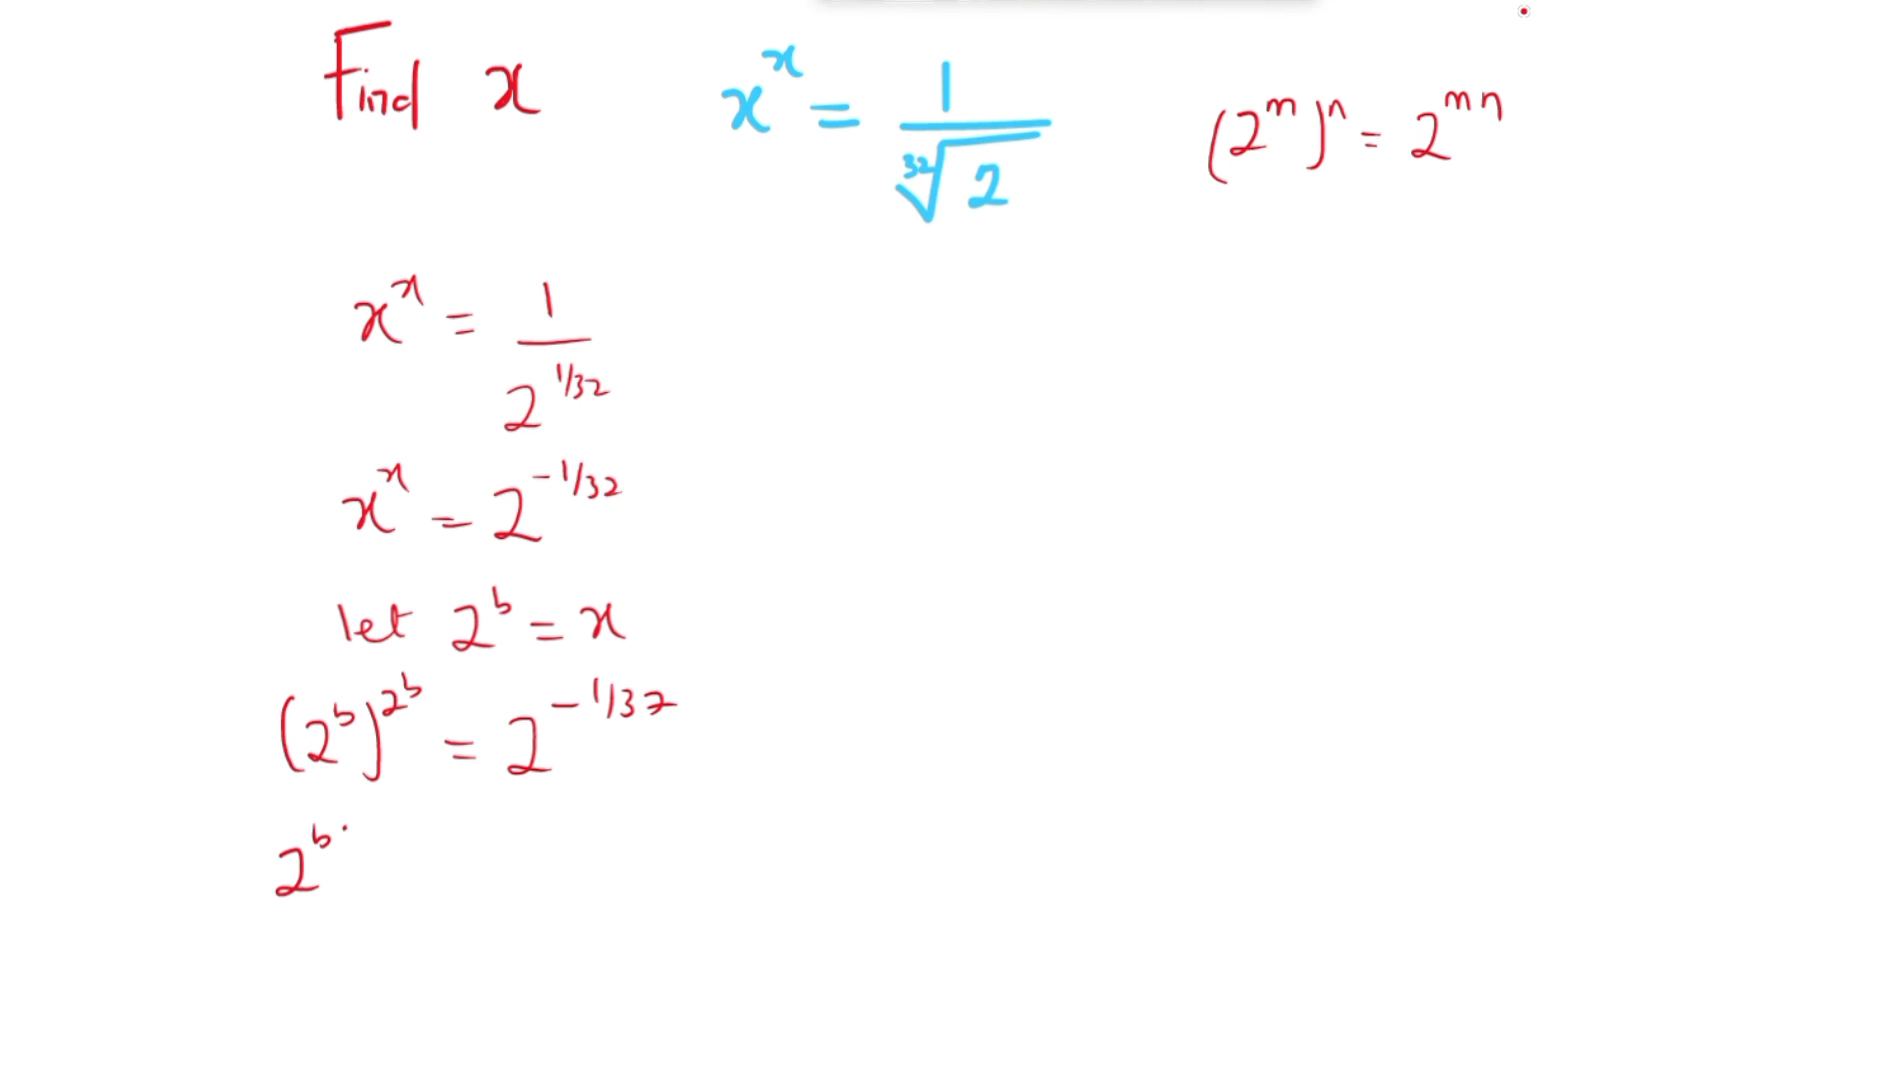 Find x
x^x = 1/³²√2
(2^m)^n = 2^mn
x^x = 1/2^1/32
x^x = 2^-1/32
let 2^b = x
(2^b)^2^b = 2^-1/32
2^b·